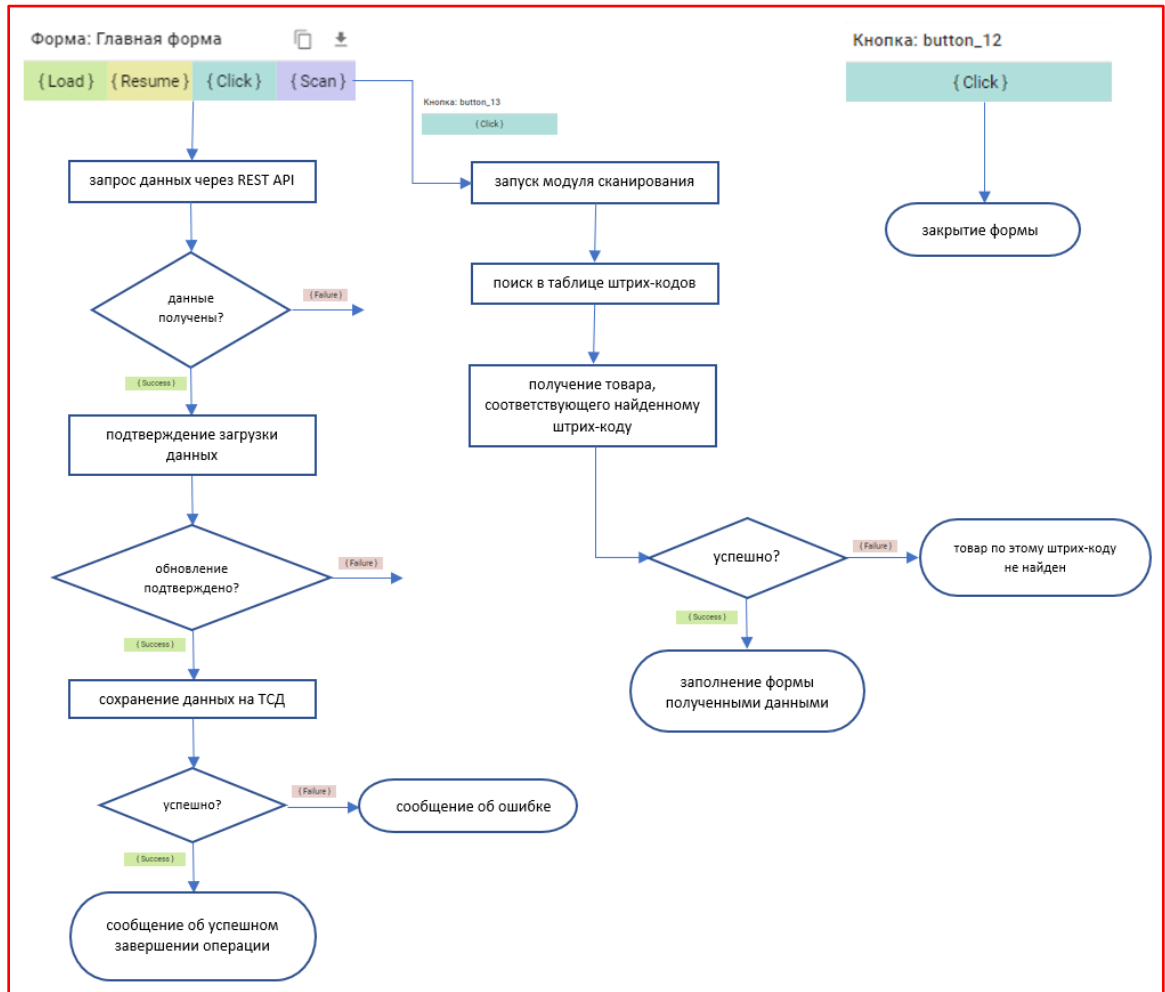 Форма: Главная форма
{ Load } { Resume } { Click } { Scan }
запрос данных через REST API
данные
получены?
{ Failure }
{ Success }
подтверждение загрузки
данных
обновление
подтверждено?
{ Failure }
{ Success }
сохранение данных на ТСД
успешно?
{ Failure }
сообщение об ошибке
{ Success }
сообщение об успешном
завершении операции
Кнопка: button_13
{ Click }
запуск модуля сканирования
поиск в таблице штрих-кодов
получение товара,
соответствующего найденному
штрих-коду
успешно?
{ Failure }
товар по этому штрих-коду
не найден
{ Success }
заполнение формы
полученными данными
Кнопка: button_12
{ Click }
закрытие формы